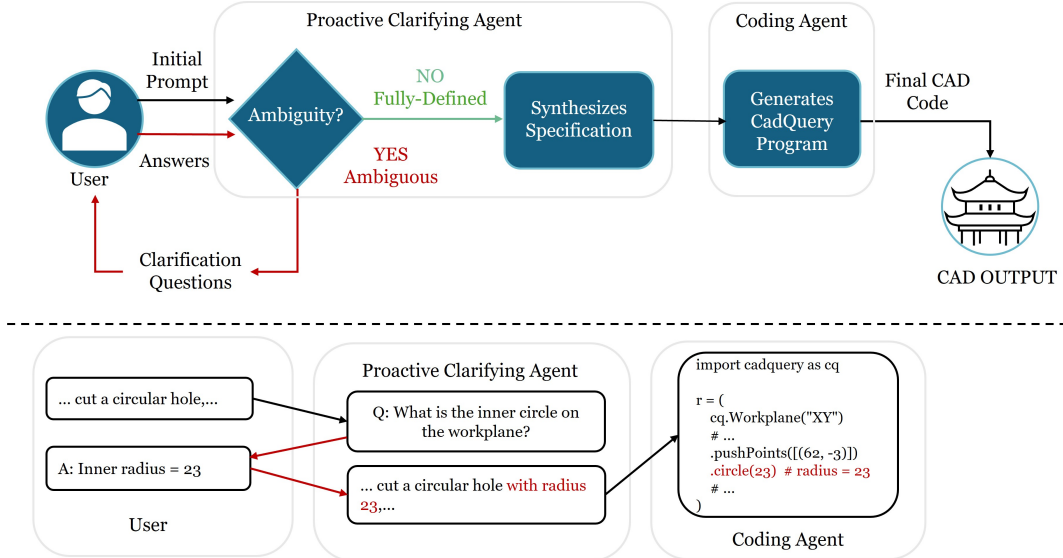 Proactive Clarifying Agent
Coding Agent
Initial
Prompt
Ambiguity?
NO
Fully-Defined
Synthesizes
Specification
Generates
CadQuery
Program
Final CAD
Code
Answers
YES
Ambiguous
User
Clarification
Questions
CAD OUTPUT
... cut a circular hole,...
A: Inner radius = 23
User
Proactive Clarifying Agent
Q: What is the inner circle on
the workplane?
... cut a circular hole with radius
23,...
import cadquery as cq
r = (
cq.Workplane("XY")
# ...
.pushPoints([(62, -3)])
.circle(23)  # radius = 23
# ...
)
Coding Agent